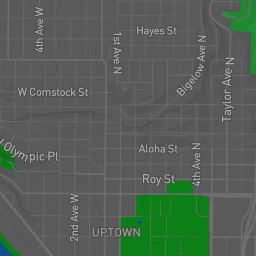 Hayes St
4th Ave W
1st Ave N
Bigelow Ave N
Taylor Ave N
W Comstock St
Olympic Pl
Aloha St
4th Ave N
Roy St
2nd Ave W
UPTOWN